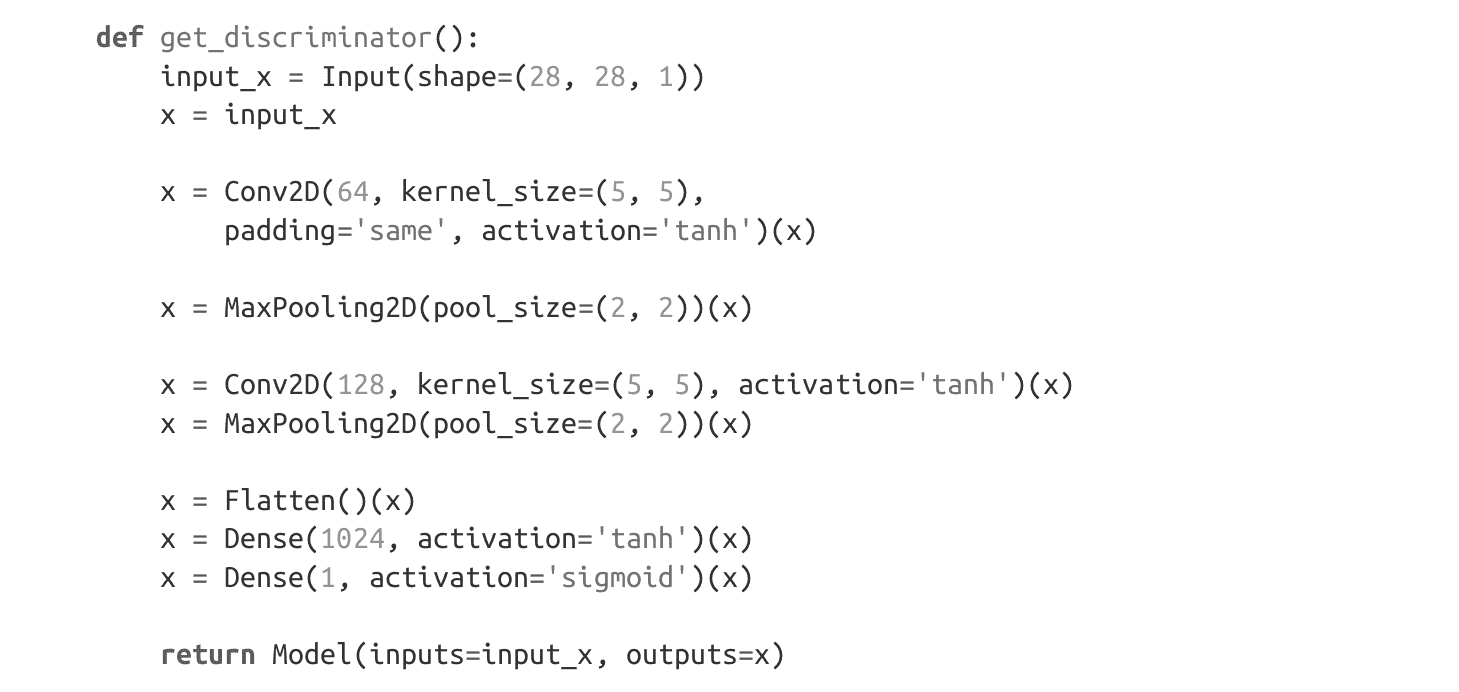 def get_discriminator():
    input_x = Input(shape=(28, 28, 1))
    x = input_x

    x = Conv2D(64, kernel_size=(5, 5),
        padding='same', activation='tanh')(x)

    x = MaxPooling2D(pool_size=(2, 2))(x)

    x = Conv2D(128, kernel_size=(5, 5), activation='tanh')(x)
    x = MaxPooling2D(pool_size=(2, 2))(x)

    x = Flatten()(x)
    x = Dense(1024, activation='tanh')(x)
    x = Dense(1, activation='sigmoid')(x)

    return Model(inputs=input_x, outputs=x)